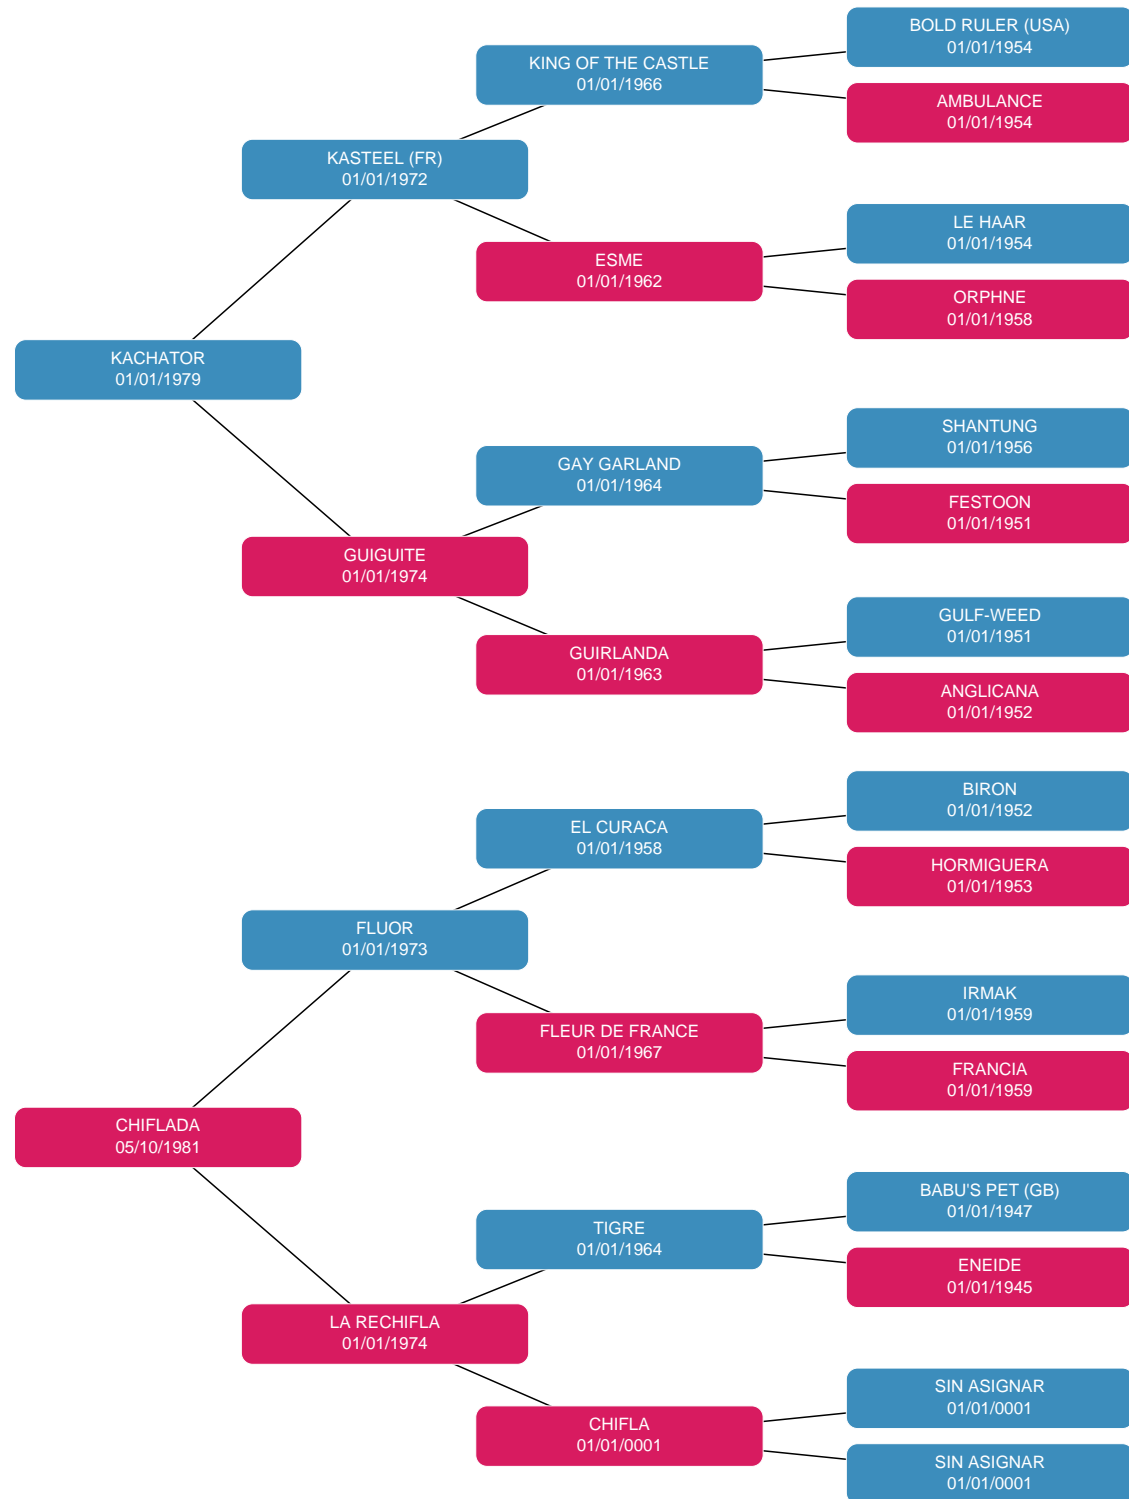 BOLD RULER (USA)
01/01/1954
KING OF THE CASTLE
01/01/1966
AMBULANCE
01/01/1954
KASTEEL (FR)
01/01/1972
LE HAAR
01/01/1954
ESME
01/01/1962
ORPHNE
01/01/1958
KACHATOR
01/01/1979
SHANTUNG
01/01/1956
GAY GARLAND
01/01/1964
FESTOON
01/01/1951
GUIGUITE
01/01/1974
GULF-WEED
01/01/1951
GUIRLANDA
01/01/1963
ANGLICANA
01/01/1952
BIRON
01/01/1952
EL CURACA
01/01/1958
HORMIGUERA
01/01/1953
FLUOR
01/01/1973
IRMAK
01/01/1959
FLEUR DE FRANCE
01/01/1967
FRANCIA
01/01/1959
CHIFLADA
05/10/1981
BABU'S PET (GB)
01/01/1947
TIGRE
01/01/1964
ENEIDE
01/01/1945
LA RECHIFLA
01/01/1974
SIN ASIGNAR
01/01/0001
CHIFLA
01/01/0001
SIN ASIGNAR
01/01/0001